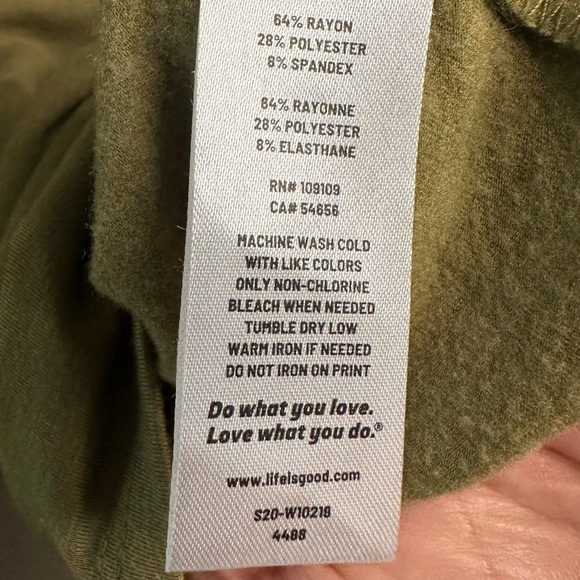 64% RAYON
28% POLYESTER
8% SPANDEX
64% RAYONNE
28% POLYESTER
8% ELASTHANE
RN# 109109
CA# 54656
MACHINE WASH COLD
WITH LIKE COLORS
ONLY NON-CHLORINE
BLEACH WHEN NEEDED
TUMBLE DRY LOW
WARM IRON IF NEEDED
DO NOT IRON ON PRINT
Do what you love.
Love what you do.®
www.lifeisgood.com
S20-W10219
4488